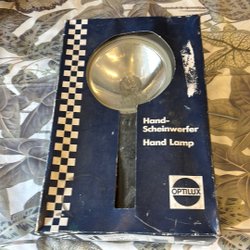 Hand-
Scheinwerfer
Hand Lamp
OPTILUX